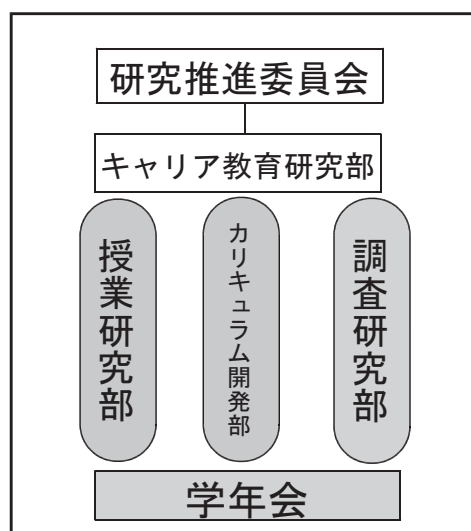 研究推進委員会
キャリア教育研究部
授業研究部
カリキュラム開発部
調査研究部
学年会